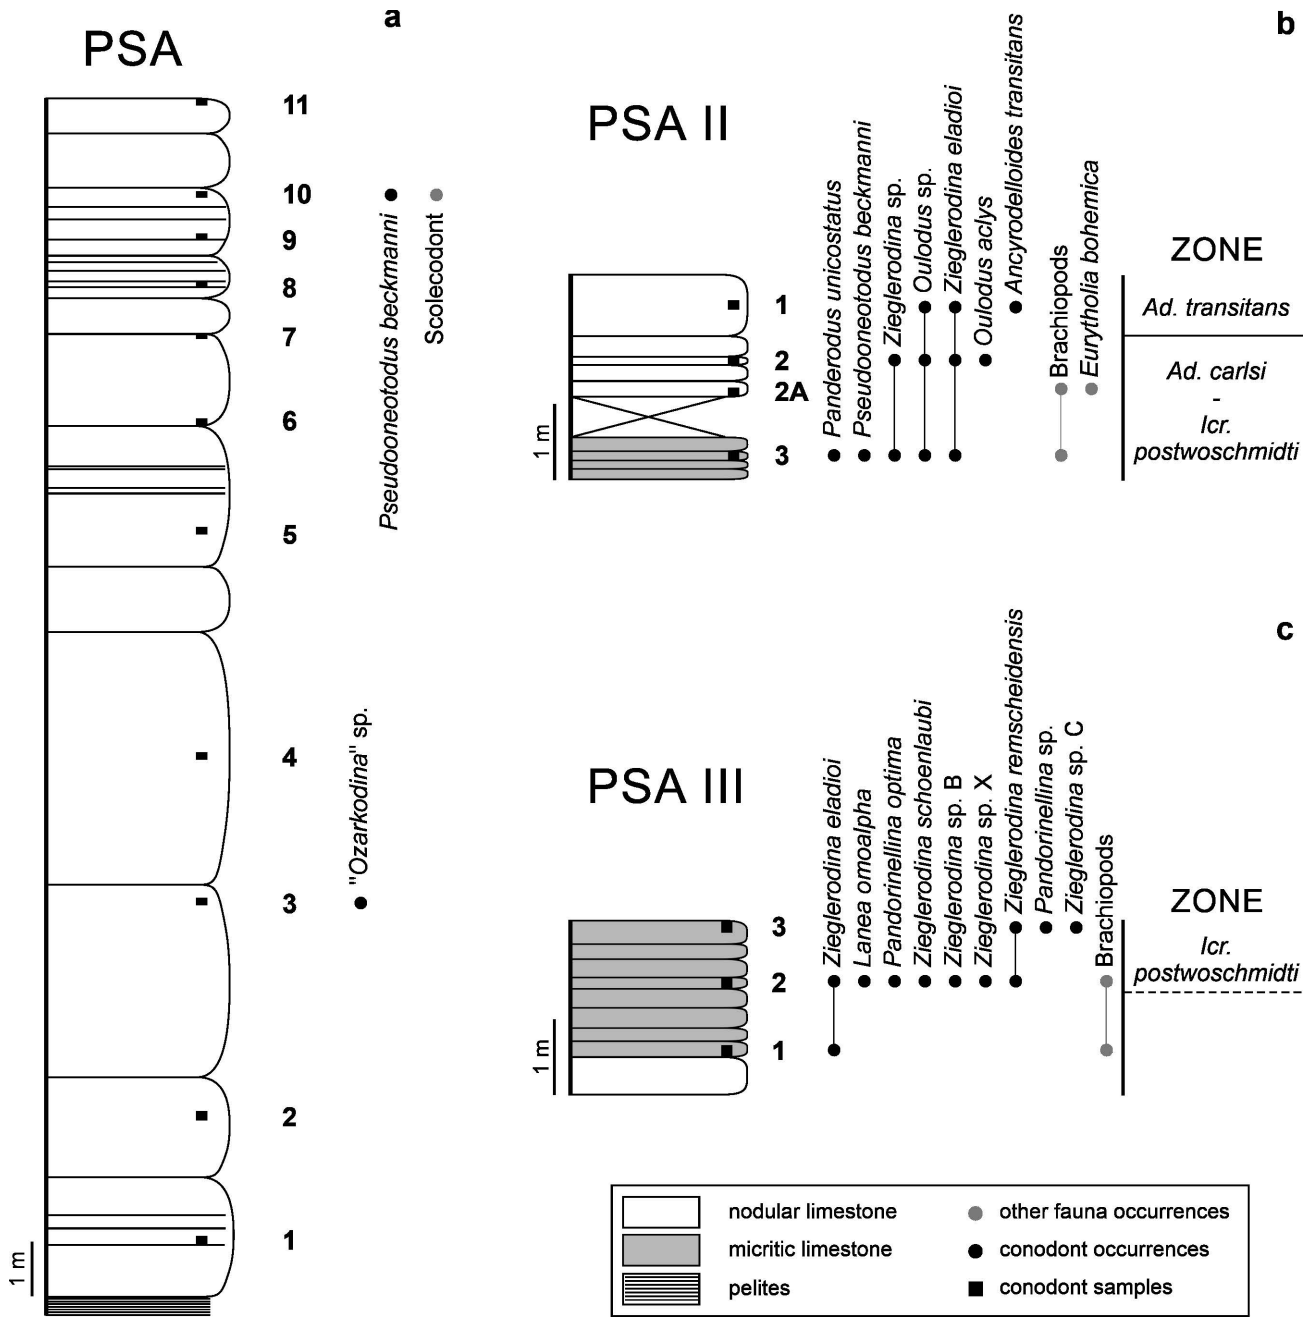 a
PSA
11
10
9
8
7
6
5
4
3
2
1
1 m
Pseudooneotodus beckmanni
Scolecodont
"Ozarkodina" sp.
b
PSA II
1
2
2A
3
1 m
Panderodus unicostatus
Pseudooneotodus beckmanni
Zieglerodina sp.
Oulodus sp.
Zieglerodina eladioi
Oulodus aclys
Ancyrodelloides transitans
Brachiopods
Eurytholia bohemica
ZONE
Ad. transitans
Ad. carlsi
-
Icr.
postwoschmidti
c
PSA III
3
2
1
1 m
Zieglerodina eladioi
Lanea omoalpha
Pandorinellina optima
Zieglerodina schoenlaubi
Zieglerodina sp. B
Zieglerodina sp. X
Zieglerodina remscheidensis
Pandorinellina sp.
Zieglerodina sp. C
Brachiopods
ZONE
Icr.
postwoschmidti
nodular limestone
micritic limestone
pelites
other fauna occurrences
conodont occurrences
conodont samples